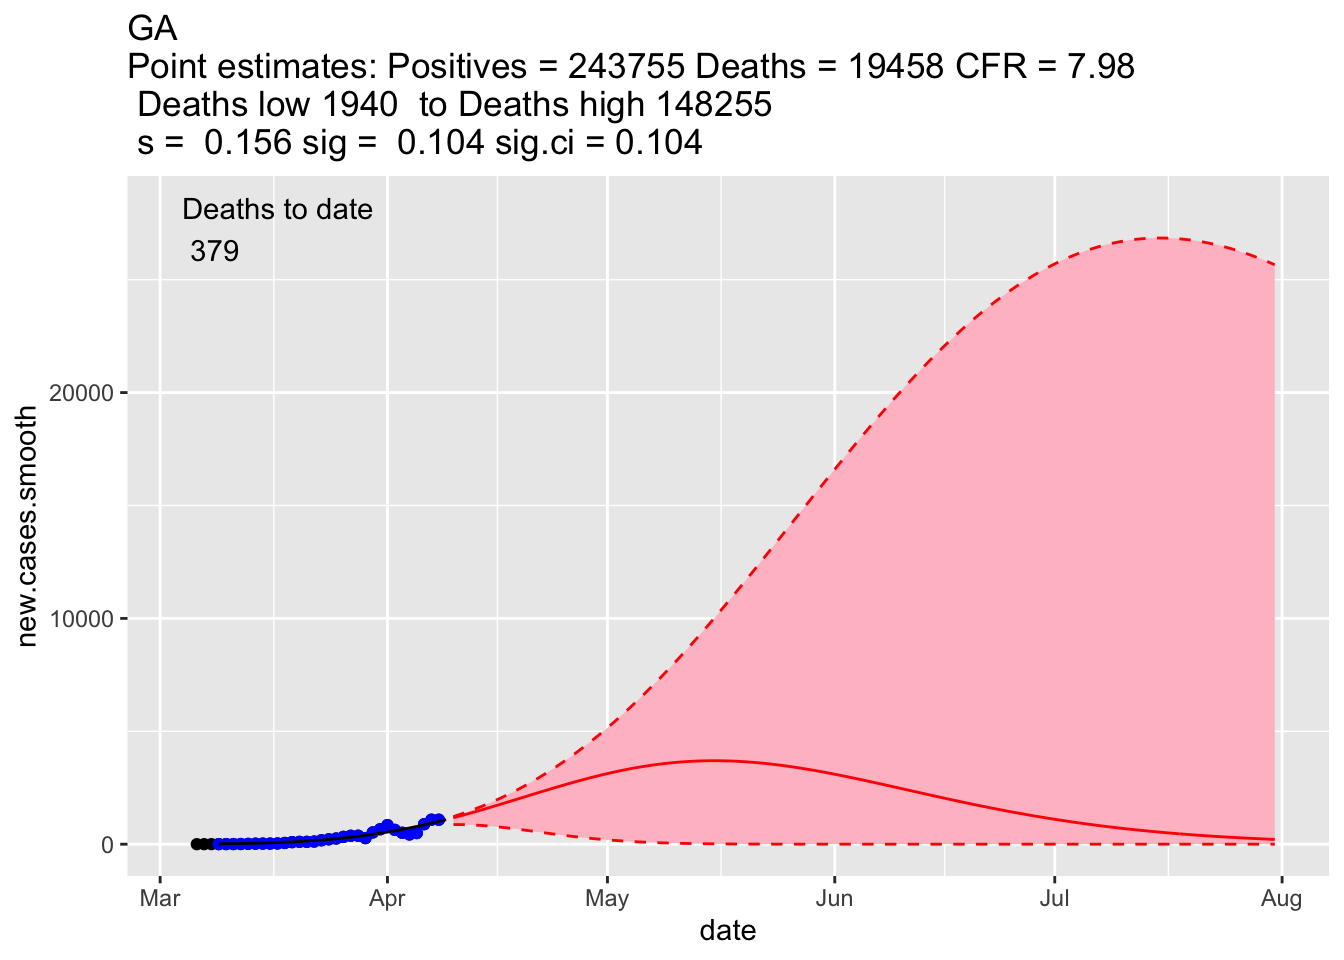 GA
Point estimates: Positives = 243755 Deaths = 19458 CFR = 7.98
Deaths low 1940  to Deaths high 148255
s =  0.156 sig =  0.104 sig.ci = 0.104
Deaths to date
379
new.cases.smooth
20000
10000
0
Mar Apr May Jun Jul Aug
date